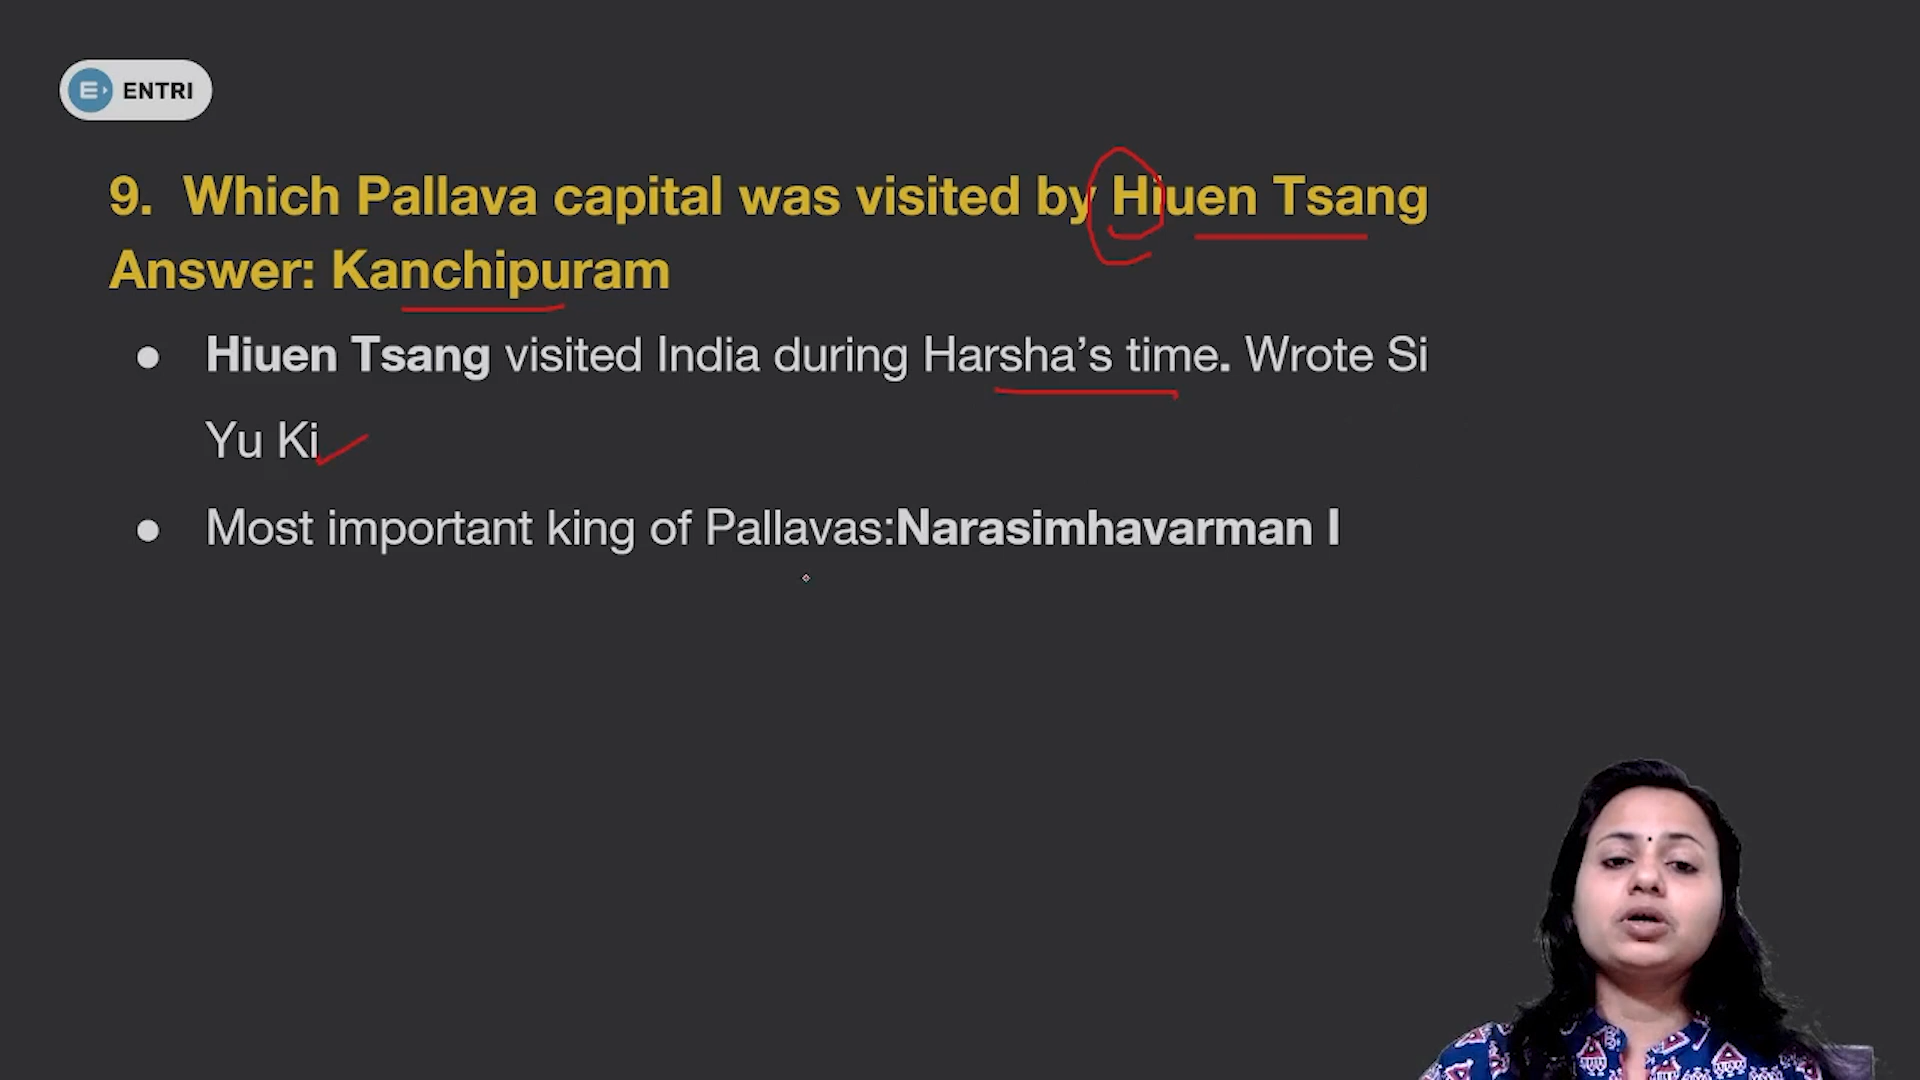 ENTRI
9. Which Pallava capital was visited by Hiuen Tsang
Answer: Kanchipuram
● Hiuen Tsang visited India during Harsha’s time. Wrote Si
Yu Ki
● Most important king of Pallavas:Narasimhavarman I